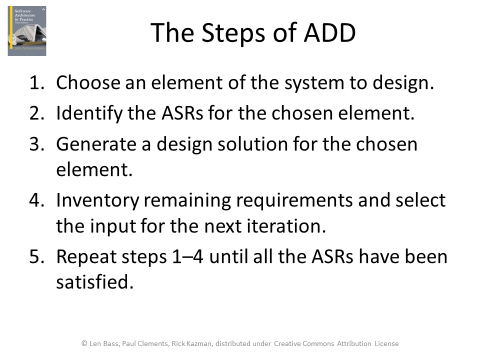 Software
Architecture
in Practice
The Steps of ADD
1. Choose an element of the system to design.
2. Identify the ASRs for the chosen element.
3. Generate a design solution for the chosen
element.
4. Inventory remaining requirements and select
the input for the next iteration.
5. Repeat steps 1–4 until all the ASRs have been
satisfied.
© Len Bass, Paul Clements, Rick Kazman, distributed under Creative Commons Attribution License